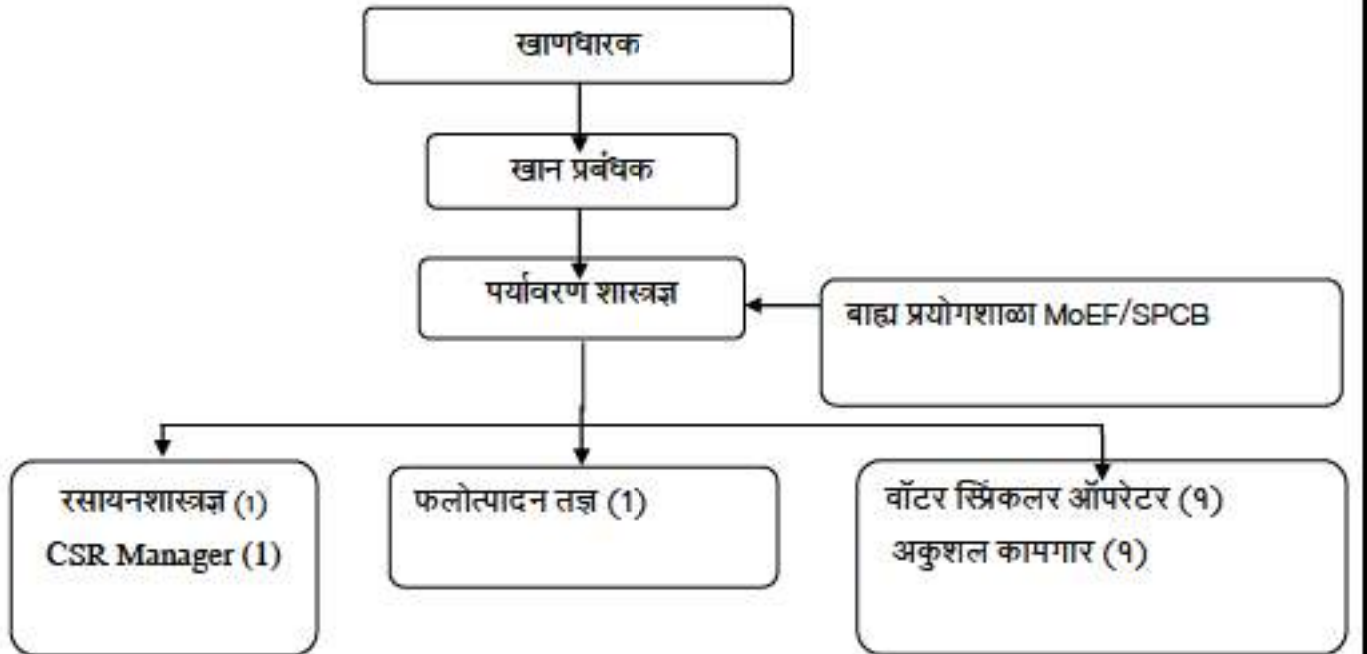 खाणधारक
खान प्रबंधक
पर्यावरण शास्त्रज्ञ
बाह्य प्रयोगशाळा MoEF/SPCB
रसायनशास्त्रज्ञ (1)
CSR Manager (1)
फलोत्पादन तज्ञ (1)
वॉटर स्प्रिंकलर ऑपरेटर (१)
अकुशल कामगार (१)